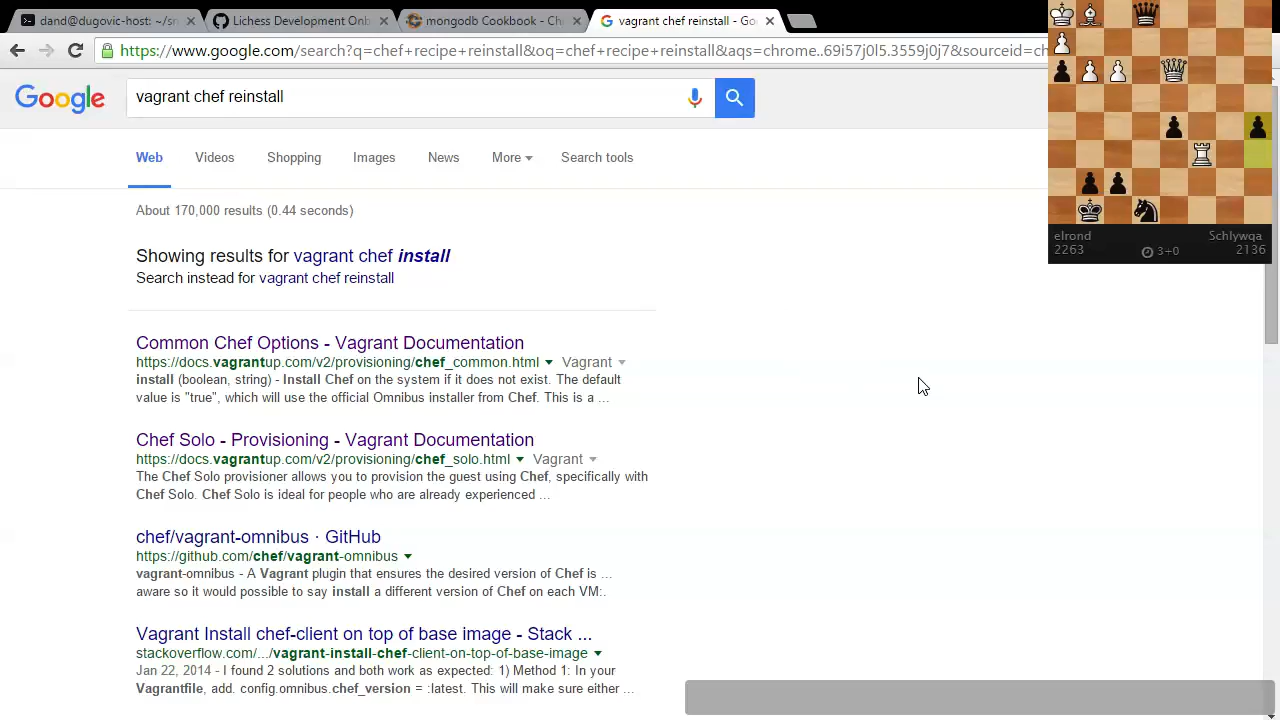 dand@dugovic-host: ~/sr
Lichess Development Onb
mongodb Cookbook - Che
vagrant chef reinstall - Go
https://www.google.com/search?q=chef+recipe+reinstall&oq=chef+recipe+reinstall&aqs=chrome..69i57j0l5.3559j0j7&sourceid=ch
Google
vagrant chef reinstall
Web Videos Shopping Images News More Search tools
About 170,000 results (0.44 seconds)
Showing results for vagrant chef install
Search instead for vagrant chef reinstall
Common Chef Options - Vagrant Documentation
https://docs.vagrantup.com/v2/provisioning/chef_common.html Vagrant
install (boolean, string) - Install Chef on the system if it does not exist. The default
value is "true", which will use the official Omnibus installer from Chef. This is a ...
Chef Solo - Provisioning - Vagrant Documentation
https://docs.vagrantup.com/v2/provisioning/chef_solo.html Vagrant
The Chef Solo provisioner allows you to provision the guest using Chef, specifically with
Chef Solo. Chef Solo is ideal for people who are already experienced ...
chef/vagrant-omnibus · GitHub
https://github.com/chef/vagrant-omnibus
vagrant-omnibus - A Vagrant plugin that ensures the desired version of Chef is ...
aware so it would possible to say install a different version of Chef on each VM:.
Vagrant Install chef-client on top of base image - Stack ...
stackoverflow.com/.../vagrant-install-chef-client-on-top-of-base-image
Jan 22, 2014 - I found 2 solutions and both work as expected: 1) Method 1: In your
Vagrantfile, add. config.omnibus.chef_version = :latest. This will make sure either ...
elrond Schlywqa
2263 3+0 2136